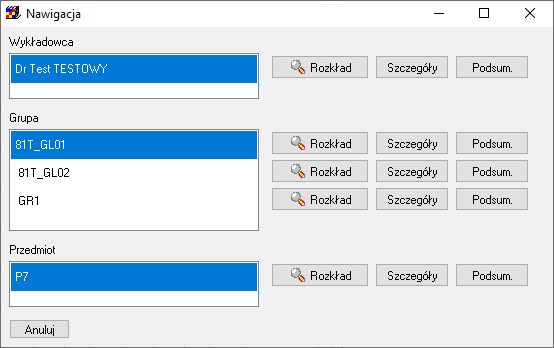 Nawigacja
Wykładowca
Dr Test TESTOWY Rozkład Szczegóły Podsum.
Grupa
81T_GL01 Rozkład Szczegóły Podsum.
81T_GL02 Rozkład Szczegóły Podsum.
GR1 Rozkład Szczegóły Podsum.
Przedmiot
P7 Rozkład Szczegóły Podsum.
Anuluj